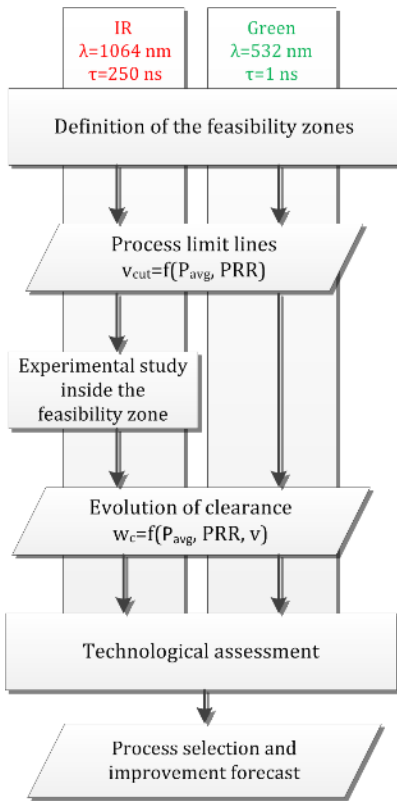 IR
λ=1064 nm
τ=250 ns
Green
λ=532 nm
τ=1 ns
Definition of the feasibility zones
Process limit lines
vcut=f(Pavg, PRR)
Experimental study
inside the
feasibility zone
Evolution of clearance
wc=f(Pavg, PRR, v)
Technological assessment
Process selection and
improvement forecast